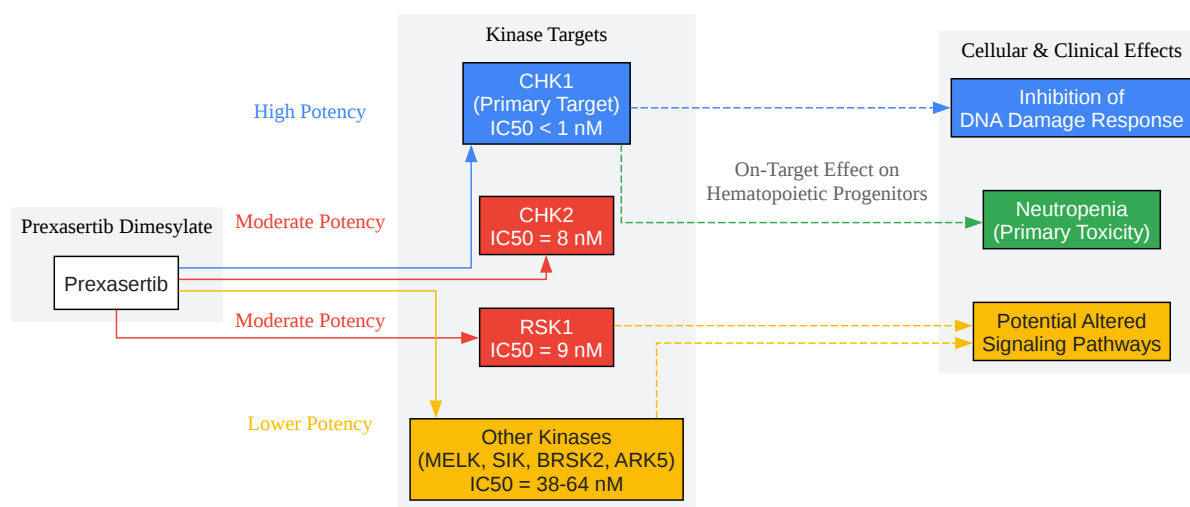 Prexasertib Dimesylate
Prexasertib
High Potency
Moderate Potency
Moderate Potency
Lower Potency
Kinase Targets
CHK1
(Primary Target)
IC50 < 1 nM
CHK2
IC50 = 8 nM
RSK1
IC50 = 9 nM
Other Kinases
(MELK, SIK, BRSK2, ARK5)
IC50 = 38-64 nM
On-Target Effect on
Hematopoietic Progenitors
Cellular & Clinical Effects
Inhibition of
DNA Damage Response
Neutropenia
(Primary Toxicity)
Potential Altered
Signaling Pathways